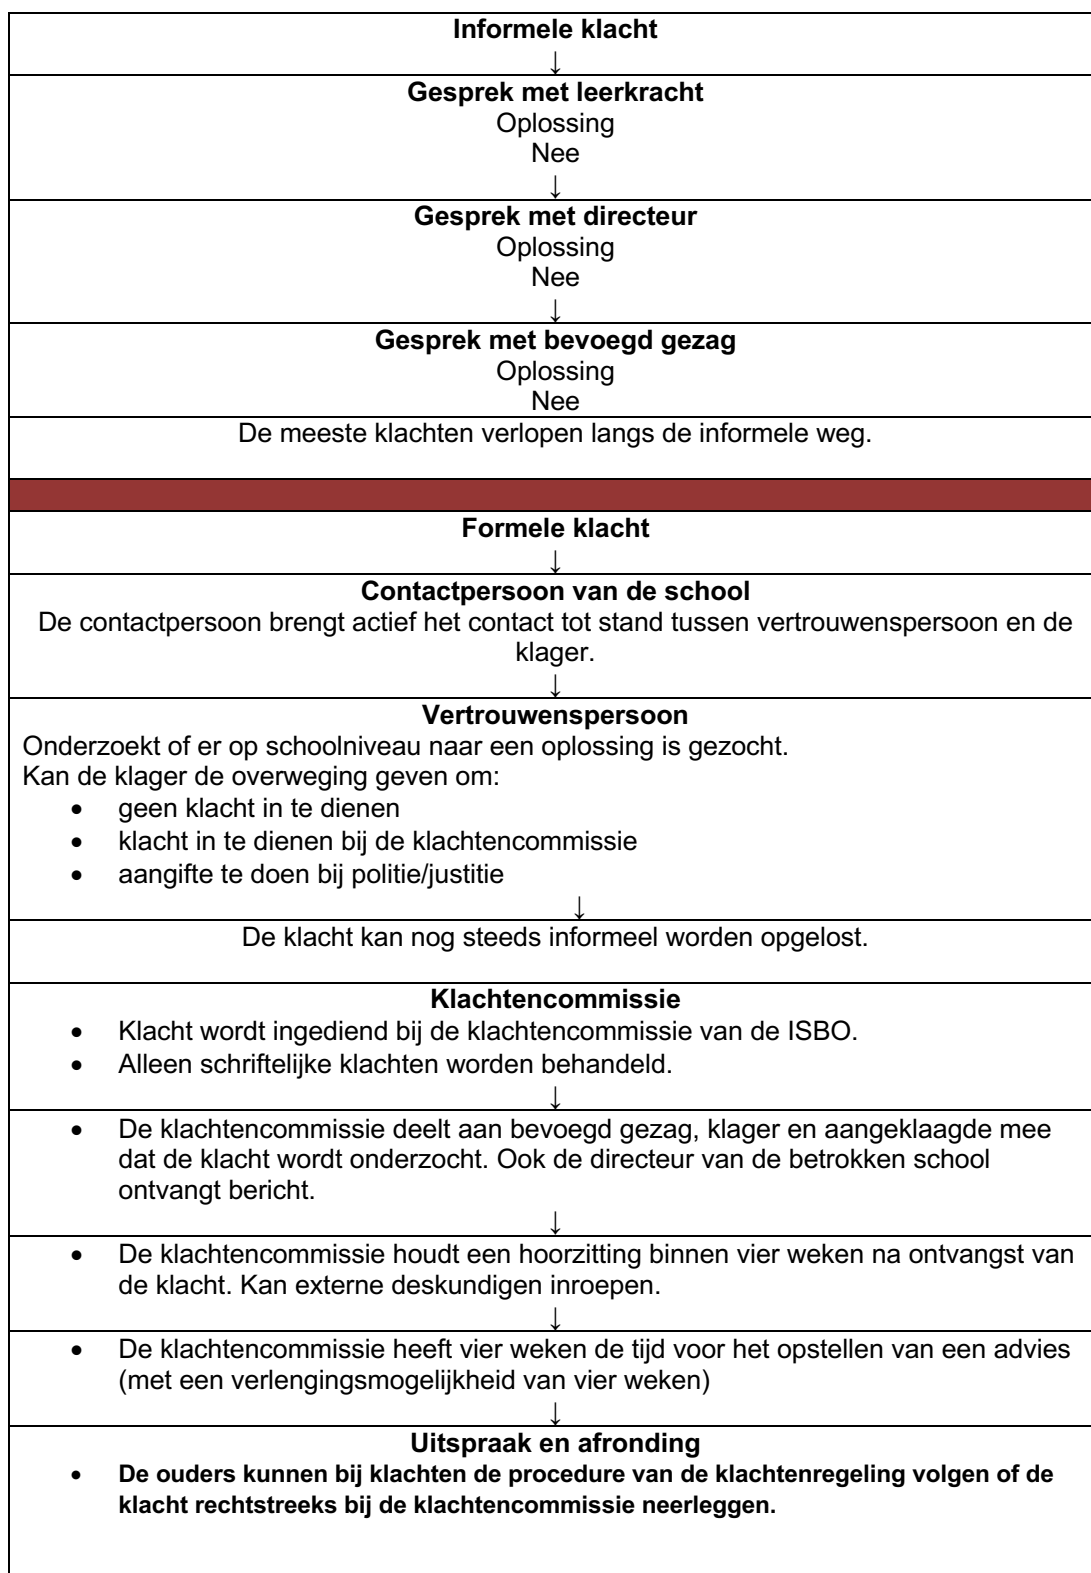 Informele klacht
↓
Gesprek met leerkracht
Oplossing
Nee
↓
Gesprek met directeur
Oplossing
Nee
↓
Gesprek met bevoegd gezag
Oplossing
Nee
De meeste klachten verlopen langs de informele weg.
Formele klacht
↓
Contactpersoon van de school
De contactpersoon brengt actief het contact tot stand tussen vertrouwenspersoon en de
klager.
↓
Vertrouwenspersoon
Onderzoekt of er op schoolniveau naar een oplossing is gezocht.
Kan de klager de overweging geven om:
• geen klacht in te dienen
• klacht in te dienen bij de klachtencommissie
• aangifte te doen bij politie/justitie
↓
De klacht kan nog steeds informeel worden opgelost.
Klachtencommissie
• Klacht wordt ingediend bij de klachtencommissie van de ISBO.
• Alleen schriftelijke klachten worden behandeld.
↓
• De klachtencommissie deelt aan bevoegd gezag, klager en aangeklaagde mee
dat de klacht wordt onderzocht. Ook de directeur van de betrokken school
ontvangt bericht.
↓
• De klachtencommissie houdt een hoorzitting binnen vier weken na ontvangst van
de klacht. Kan externe deskundigen inroepen.
↓
• De klachtencommissie heeft vier weken de tijd voor het opstellen van een advies
(met een verlengingsmogelijkheid van vier weken)
↓
Uitspraak en afronding
• De ouders kunnen bij klachten de procedure van de klachtenregeling volgen of de
klacht rechtstreeks bij de klachtencommissie neerleggen.